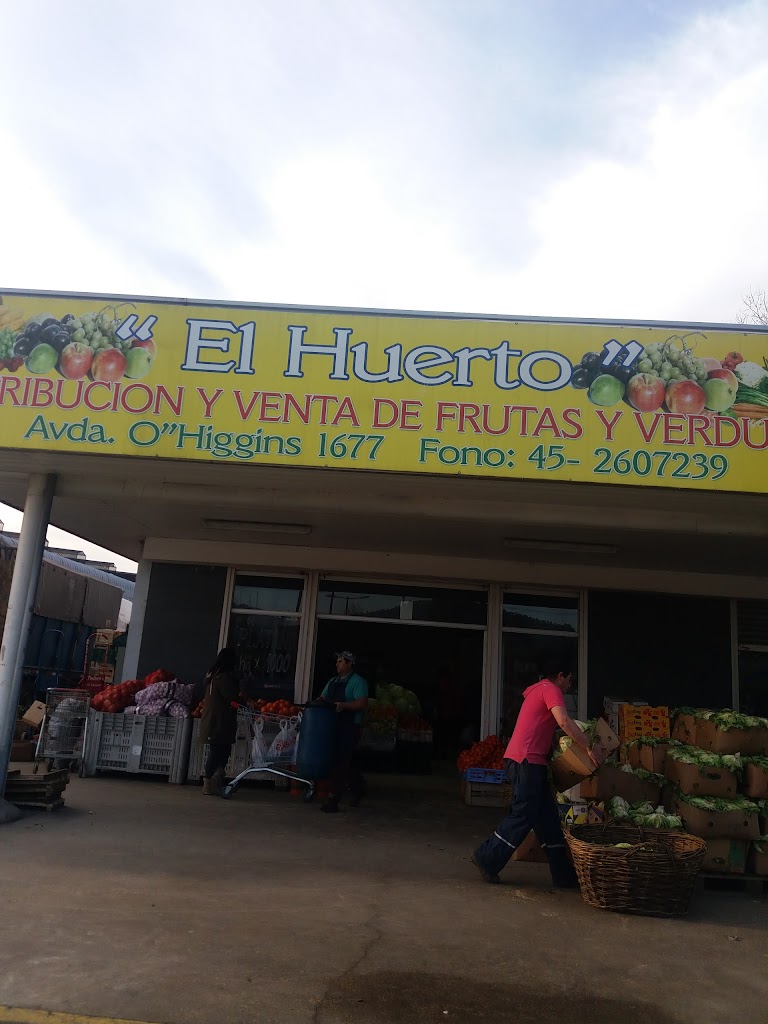 “ El Huerto ”
RIBUCION Y VENTA DE FRUTAS Y VERDU
Avda. O”Higgins 1677 Fono: 45- 2607239